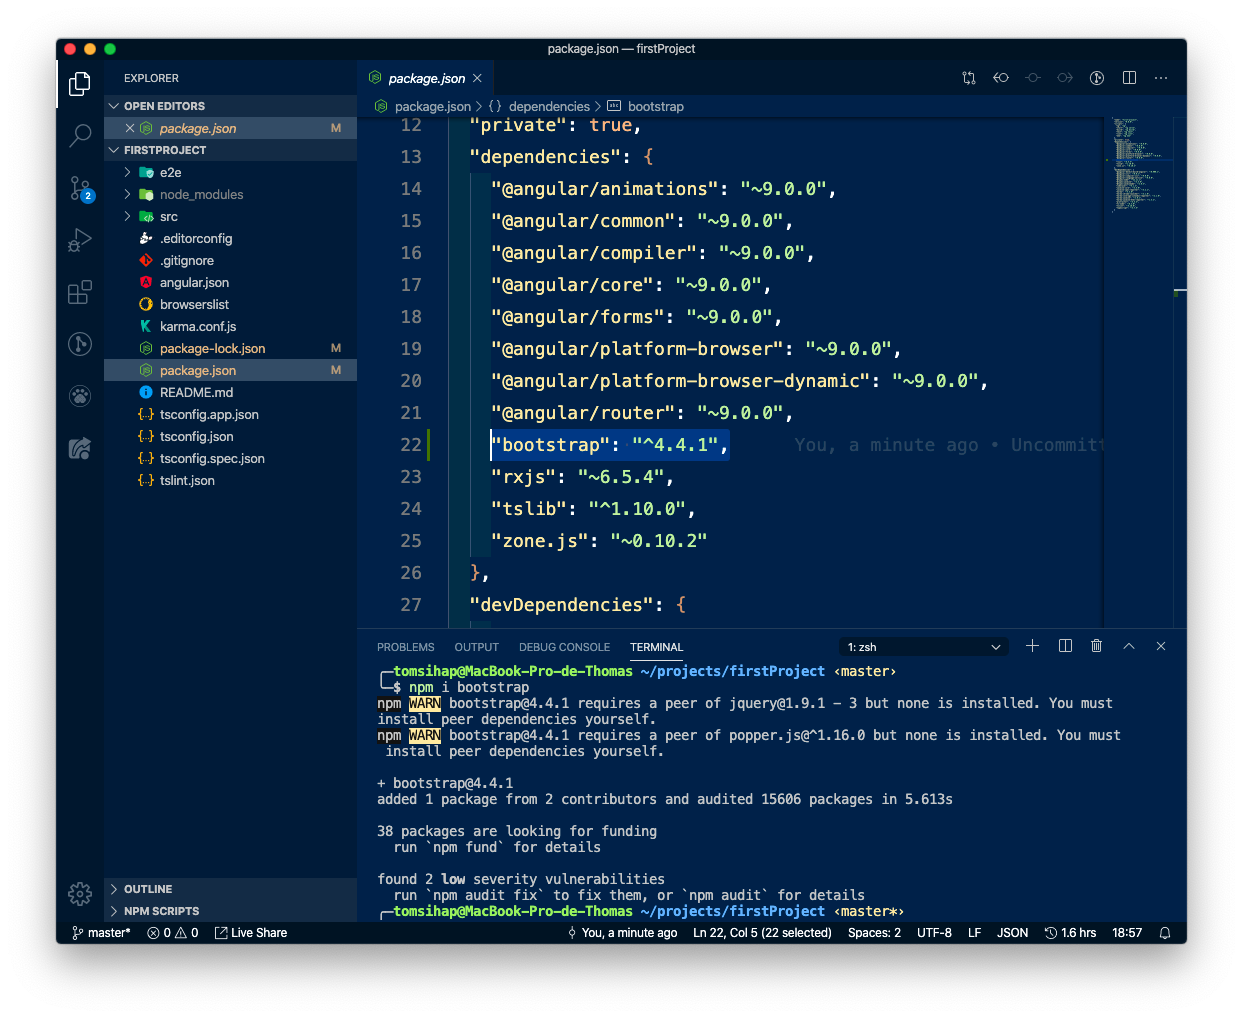 package.json — firstProject
EXPLORER
OPEN EDITORS
package.json M
FIRSTPROJECT
e2e
node_modules
src
.editorconfig
.gitignore
angular.json
browserslist
karma.conf.js
package-lock.json M
package.json M
README.md
tsconfig.app.json
tsconfig.json
tsconfig.spec.json
tslint.json
OUTLINE
NPM SCRIPTS
2
package.json
package.json > {} dependencies > abc bootstrap
12 "private": true,
13 "dependencies": {
14 "@angular/animations": "~9.0.0",
15 "@angular/common": "~9.0.0",
16 "@angular/compiler": "~9.0.0",
17 "@angular/core": "~9.0.0",
18 "@angular/forms": "~9.0.0",
19 "@angular/platform-browser": "~9.0.0",
20 "@angular/platform-browser-dynamic": "~9.0.0",
21 "@angular/router": "~9.0.0",
22 "bootstrap": "^4.4.1", You, a minute ago • Uncommitt
23 "rxjs": "~6.5.4",
24 "tslib": "^1.10.0",
25 "zone.js": "~0.10.2"
26 },
27 "devDependencies": {
PROBLEMS OUTPUT DEBUG CONSOLE TERMINAL 1: zsh
tomsihap@MacBook-Pro-de-Thomas ~/projects/firstProject ‹master›
$ npm i bootstrap
npm WARN bootstrap@4.4.1 requires a peer of jquery@1.9.1 - 3 but none is installed. You must
install peer dependencies yourself.
npm WARN bootstrap@4.4.1 requires a peer of popper.js@^1.16.0 but none is installed. You must
install peer dependencies yourself.
+ bootstrap@4.4.1
added 1 package from 2 contributors and audited 15606 packages in 5.613s
38 packages are looking for funding
run `npm fund` for details
found 2 low severity vulnerabilities
run `npm audit fix` to fix them, or `npm audit` for details
tomsihap@MacBook-Pro-de-Thomas ~/projects/firstProject ‹master*›
master* 0 0 Live Share You, a minute ago Ln 22, Col 5 (22 selected) Spaces: 2 UTF-8 LF JSON 1.6 hrs 18:57